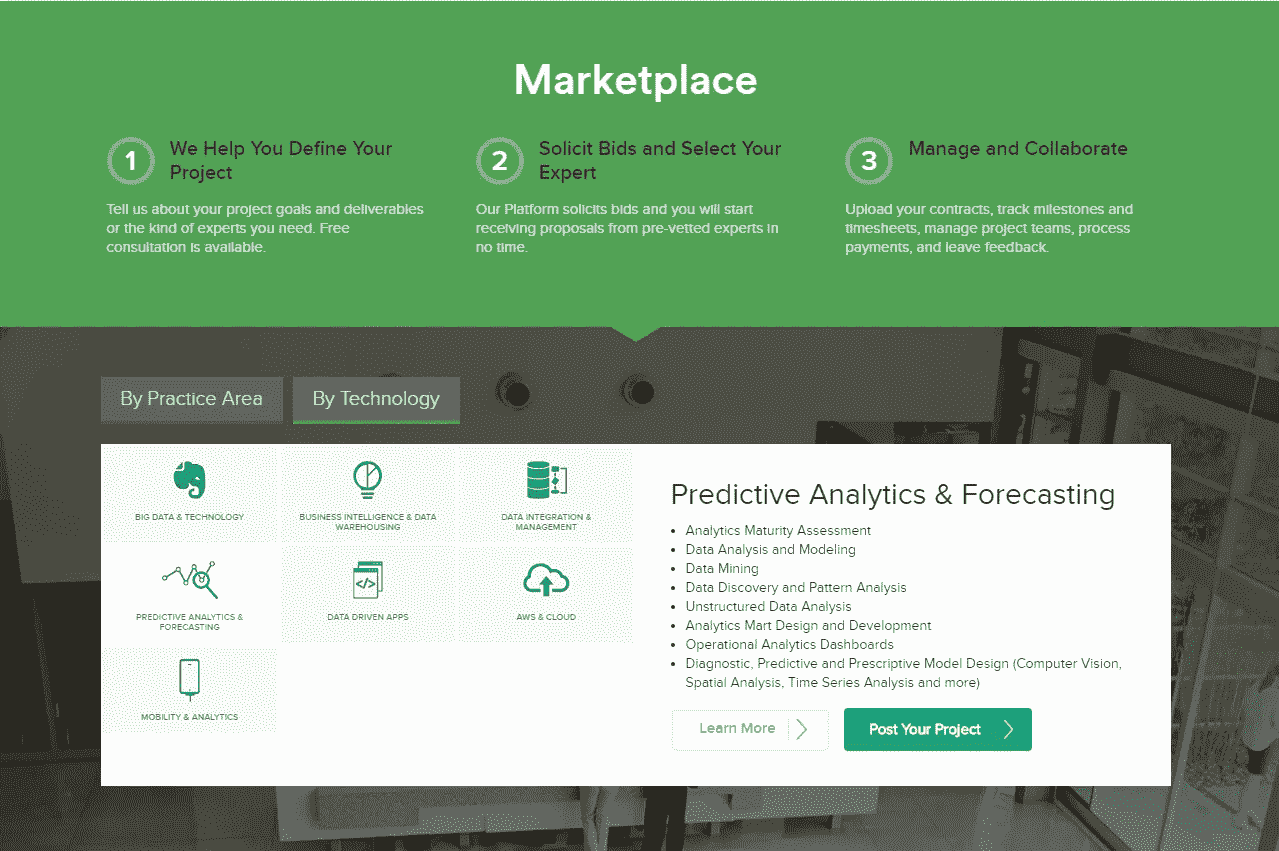 Marketplace
1
We Help You Define Your
Project
Tell us about your project goals and deliverables
or the kind of experts you need. Free
consultation is available.
2
Solicit Bids and Select Your
Expert
Our Platform solicits bids and you will start
receiving proposals from pre-vetted experts in
no time.
3
Manage and Collaborate
Upload your contracts, track milestones and
timesheets, manage project teams, process
payments, and leave feedback.
By Practice Area
By Technology
BIG DATA & TECHNOLOGY
BUSINESS INTELLIGENCE & DATA
WAREHOUSING
DATA INTEGRATION &
MANAGEMENT
PREDICTIVE ANALYTICS &
FORECASTING
</>
DATA DRIVEN APPS
AWS & CLOUD
MOBILITY & ANALYTICS
Predictive Analytics & Forecasting
• Analytics Maturity Assessment
• Data Analysis and Modeling
• Data Mining
• Data Discovery and Pattern Analysis
• Unstructured Data Analysis
• Analytics Mart Design and Development
• Operational Analytics Dashboards
• Diagnostic, Predictive and Prescriptive Model Design (Computer Vision,
Spatial Analysis, Time Series Analysis and more)
Learn More
Post Your Project